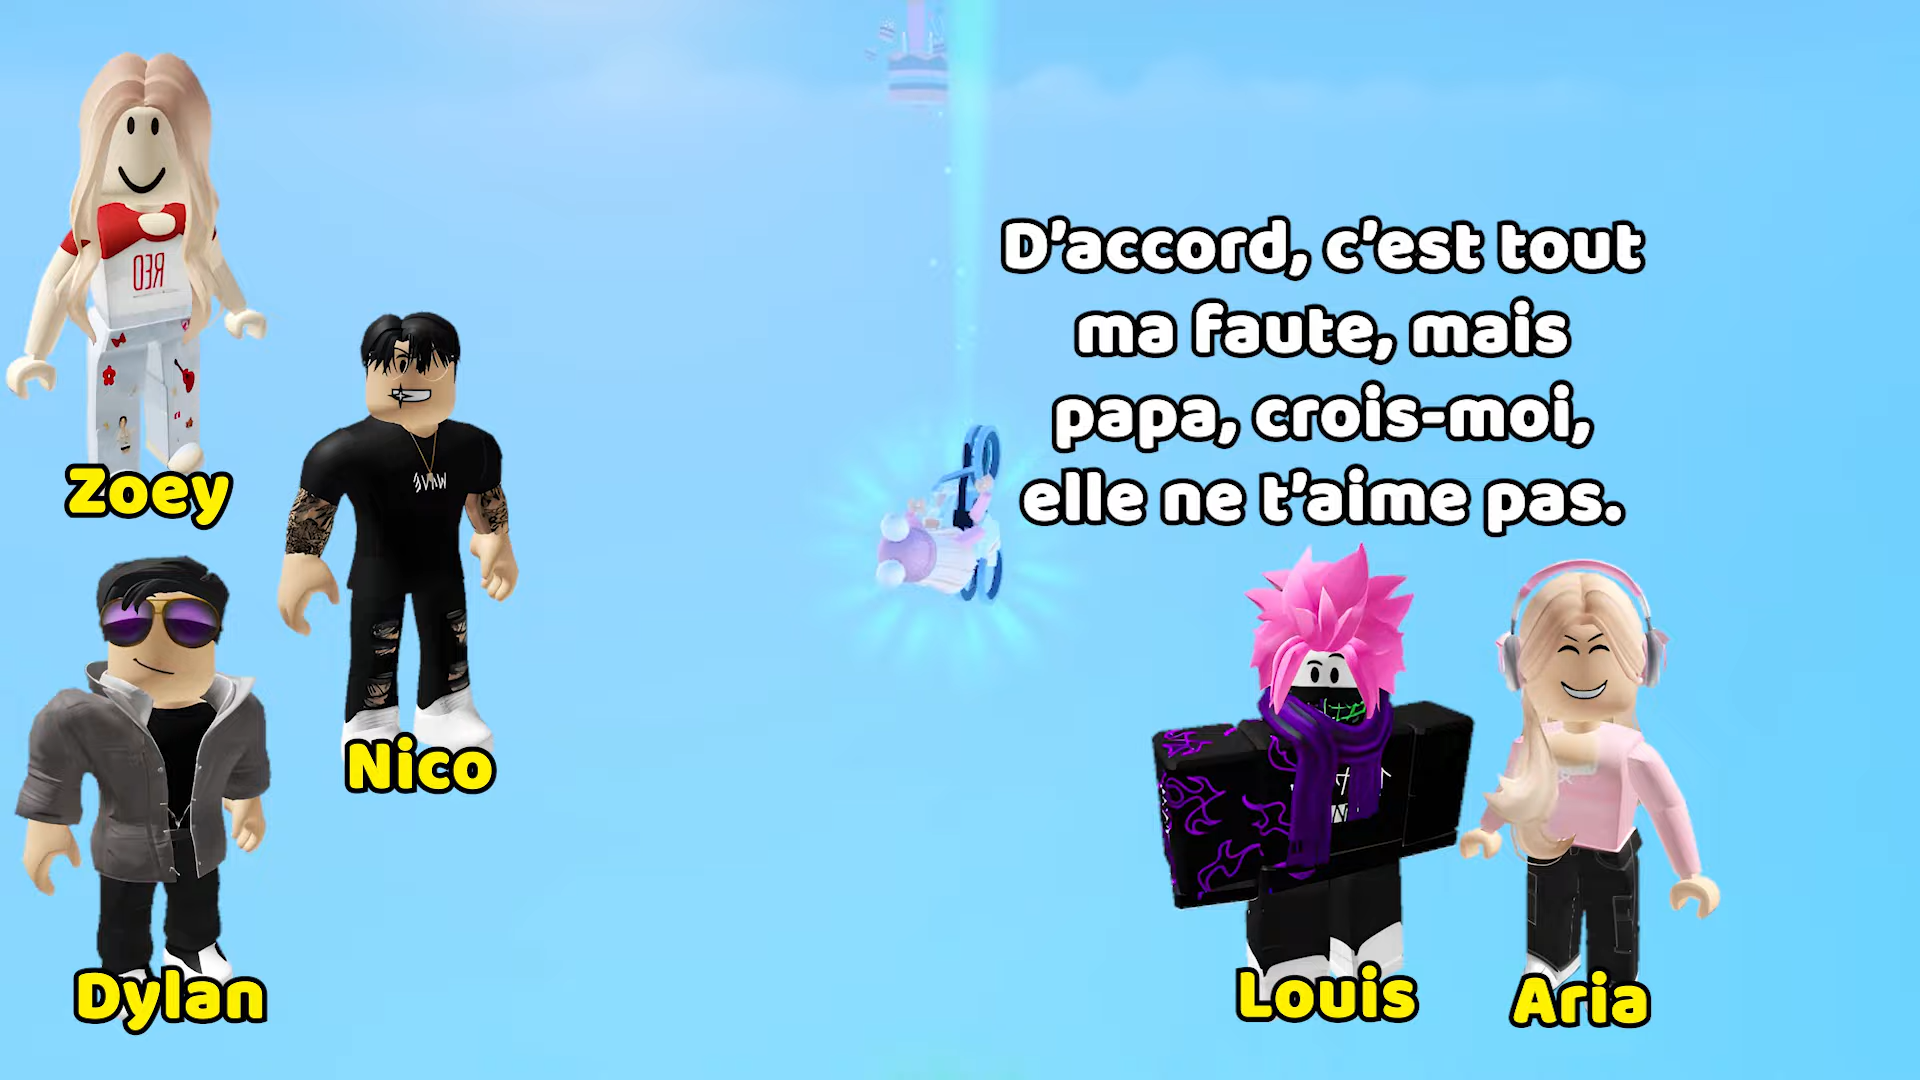 D'accord, c'est tout
ma faute, mais
papa, crois-moi,
elle ne t'aime pas.
Zoey
Nico
Dylan
Louis
Aria